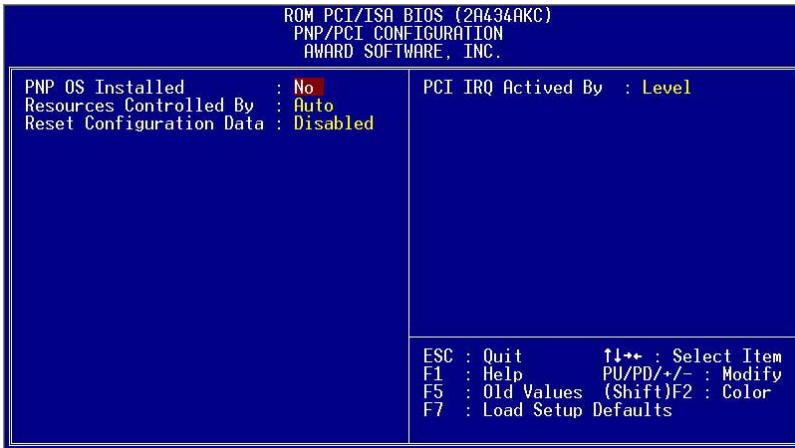 ROM PCI/ISA BIOS (2A434AKC)
PNP/PCI CONFIGURATION
AWARD SOFTWARE, INC.
PNP OS Installed : No
Resources Controlled By : Auto
Reset Configuration Data : Disabled
PCI IRQ Actived By : Level
ESC : Quit ↑↓→← : Select Item
F1 : Help PU/PD/+/- : Modify
F5 : Old Values (Shift)F2 : Color
F7 : Load Setup Defaults